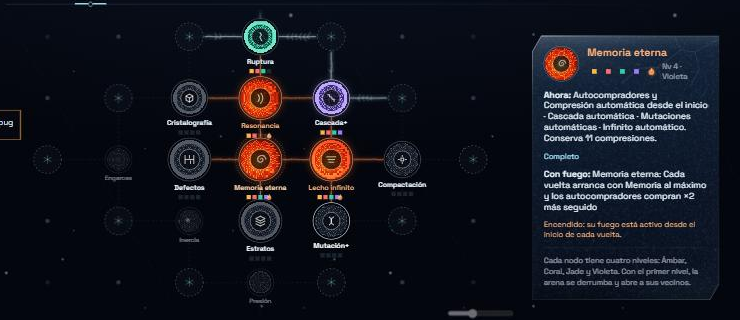 Ruptura
Cristalografía
Resonancia
Cascada+
bug
Engarces
Defectos
Memoria eterna
Lecho infinito
Compactación
Inercia
Estratos
Mutación+
Presión
Memoria eterna
Nv 4 ·
Violeta
Ahora: Autocompradores y
Compresión automática desde el inicio
· Cascada automática · Mutaciones
automáticas · Infinito automático.
Conserva 11 compresiones.
Completo
Con fuego: Memoria eterna: Cada
vuelta arranca con Memoria al máximo
y los autocompradores compran ×2
más seguido
Encendido: su fuego está activo desde el
inicio de cada vuelta.
Cada nodo tiene cuatro niveles: Ámbar,
Coral, Jade y Violeta. Con el primer nivel, la
arena se derrumba y abre a sus vecinos.